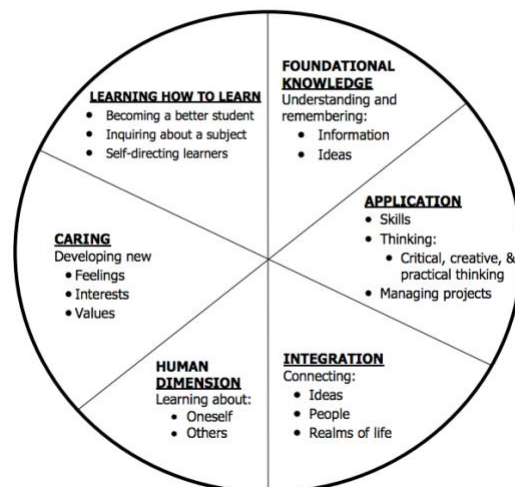 FOUNDATIONAL
KNOWLEDGE
Understanding and
remembering:
• Information
• Ideas
APPLICATION
• Skills
• Thinking:
• Critical, creative, &
practical thinking
• Managing projects
INTEGRATION
Connecting:
• Ideas
• People
• Realms of life
HUMAN
DIMENSION
Learning about:
• Oneself
• Others
CARING
Developing new
• Feelings
• Interests
• Values
LEARNING HOW TO LEARN
• Becoming a better student
• Inquiring about a subject
• Self-directing learners